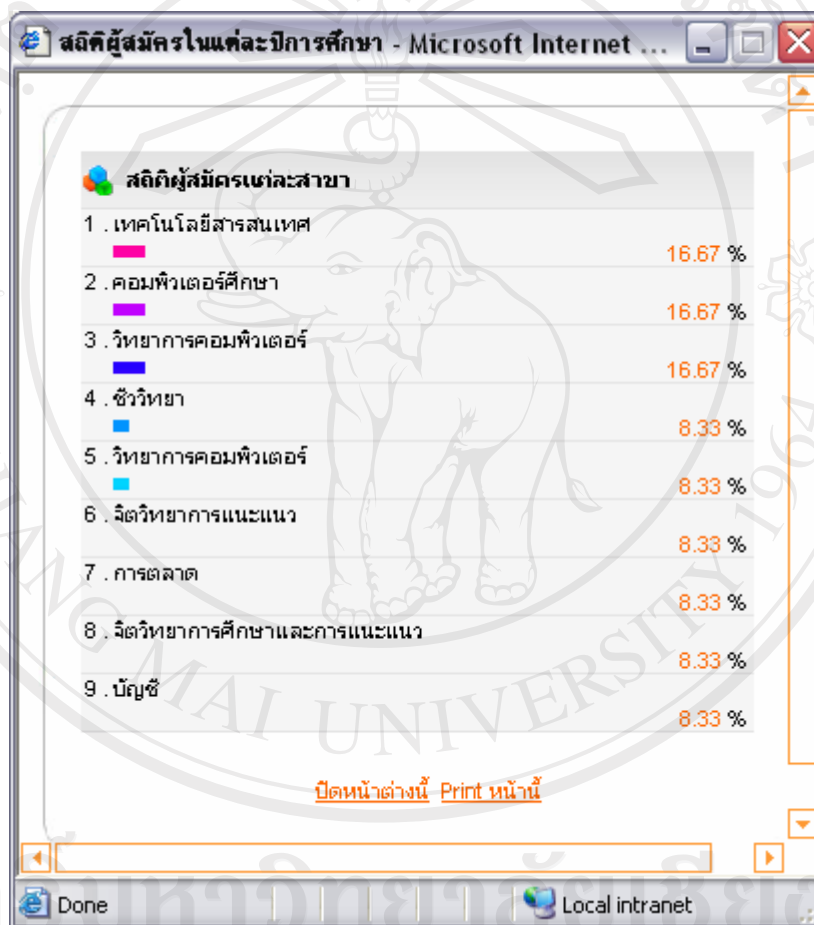 สถิติผู้สมัครในแต่ละปีการศึกษา - Microsoft Internet ...
สถิติผู้สมัครแต่ละสาขา
1 . เทคโนโลยีสารสนเทศ
16.67 %
2 . คอมพิวเตอร์ศึกษา
16.67 %
3 . วิทยาการคอมพิวเตอร์
16.67 %
4 . ชีววิทยา
8.33 %
5 . วิทยาการคอมพิวเตอร์
8.33 %
6 . จิตวิทยาการแนะแนว
8.33 %
7 . การตลาด
8.33 %
8 . จิตวิทยาการศึกษาและการแนะแนว
8.33 %
9 . บัญชี
8.33 %
ปิดหน้าต่างนี้ Print หน้านี้
Done Local intranet
ANG MAI UNIVERSITY 1964